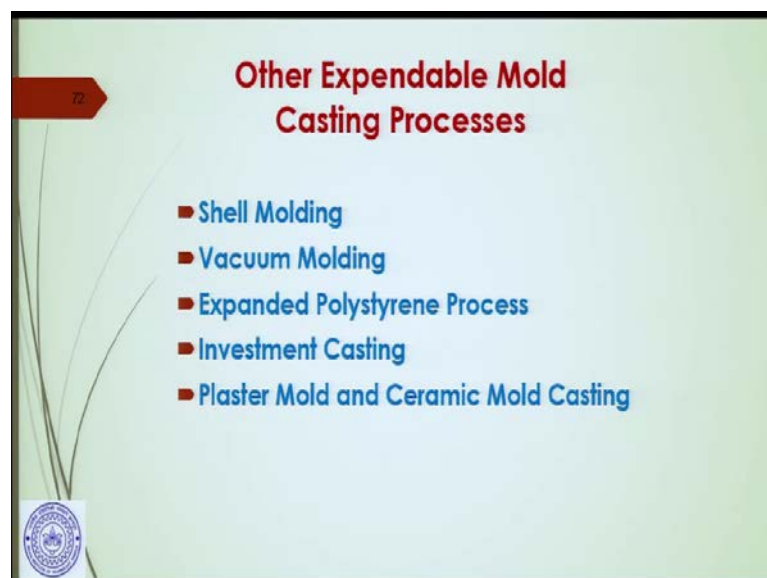 Other Expendable Mold
Casting Processes
72
Shell Molding
Vacuum Molding
Expanded Polystyrene Process
Investment Casting
Plaster Mold and Ceramic Mold Casting